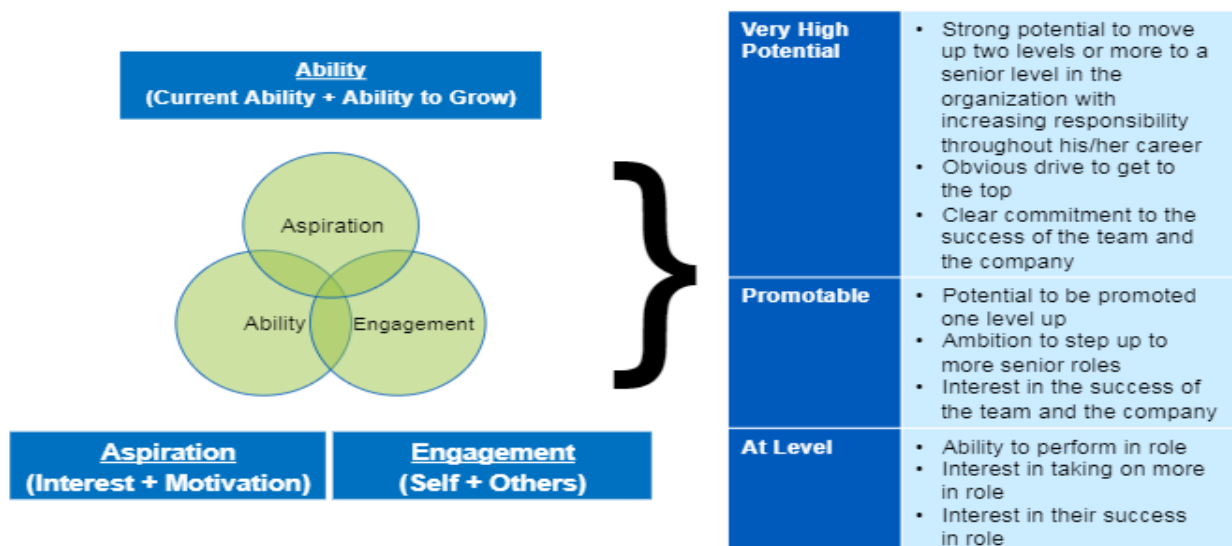 Ability
(Current Ability + Ability to Grow)
Aspiration
Ability
Engagement
Aspiration
(Interest + Motivation)
Engagement
(Self + Others)
Very High
Potential
• Strong potential to move
up two levels or more to a
senior level in the
organization with
increasing responsibility
throughout his/her career
• Obvious drive to get to
the top
• Clear commitment to the
success of the team and
the company
Promotable
• Potential to be promoted
one level up
• Ambition to step up to
more senior roles
• Interest in the success of
the team and the company
At Level
• Ability to perform in role
• Interest in taking on more
in role
• Interest in their success
in role